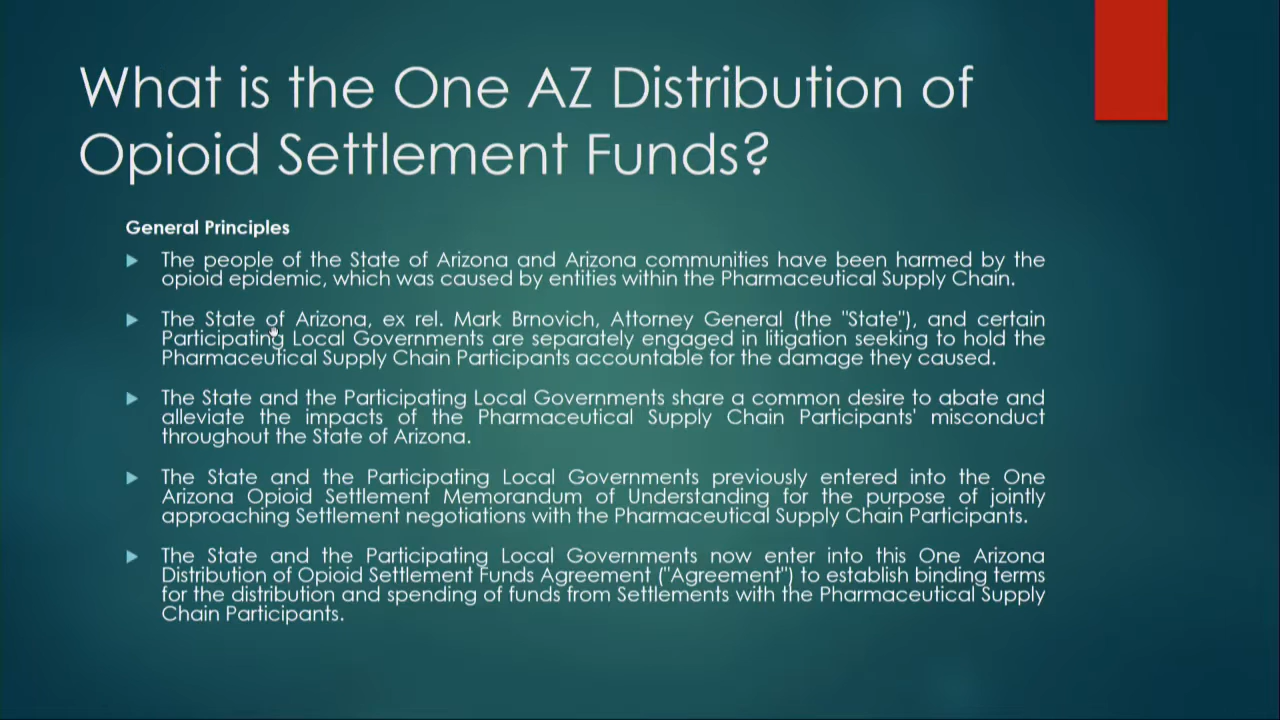 What is the One AZ Distribution of
Opioid Settlement Funds?
General Principles
The people of the State of Arizona and Arizona communities have been harmed by the
opioid epidemic, which was caused by entities within the Pharmaceutical Supply Chain.
The State of Arizona, ex rel. Mark Brnovich, Attorney General (the "State"), and certain
Participating Local Governments are separately engaged in litigation seeking to hold the
Pharmaceutical Supply Chain Participants accountable for the damage they caused.
The State and the Participating Local Governments share a common desire to abate and
alleviate the impacts of the Pharmaceutical Supply Chain Participants' misconduct
throughout the State of Arizona.
The State and the Participating Local Governments previously entered into the One
Arizona Opioid Settlement Memorandum of Understanding for the purpose of jointly
approaching Settlement negotiations with the Pharmaceutical Supply Chain Participants.
The State and the Participating Local Governments now enter into this One Arizona
Distribution of Opioid Settlement Funds Agreement ("Agreement") to establish binding terms
for the distribution and spending of funds from Settlements with the Pharmaceutical Supply
Chain Participants.